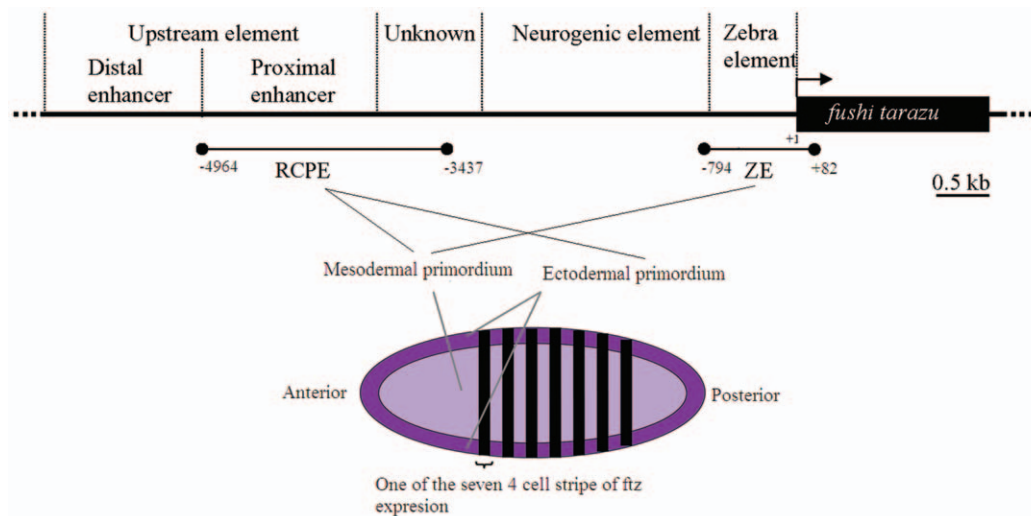 Upstream element
Unknown
Neurogenic element
Zebra
element
Distal
enhancer
Proximal
enhancer
fushi tarazu
+1
-4964
RCPE
-3437
-794
ZE
+82
0.5 kb
Mesodermal primordium
Ectodermal primordium
Anterior
Posterior
One of the seven 4 cell stripe of ftz
expresion